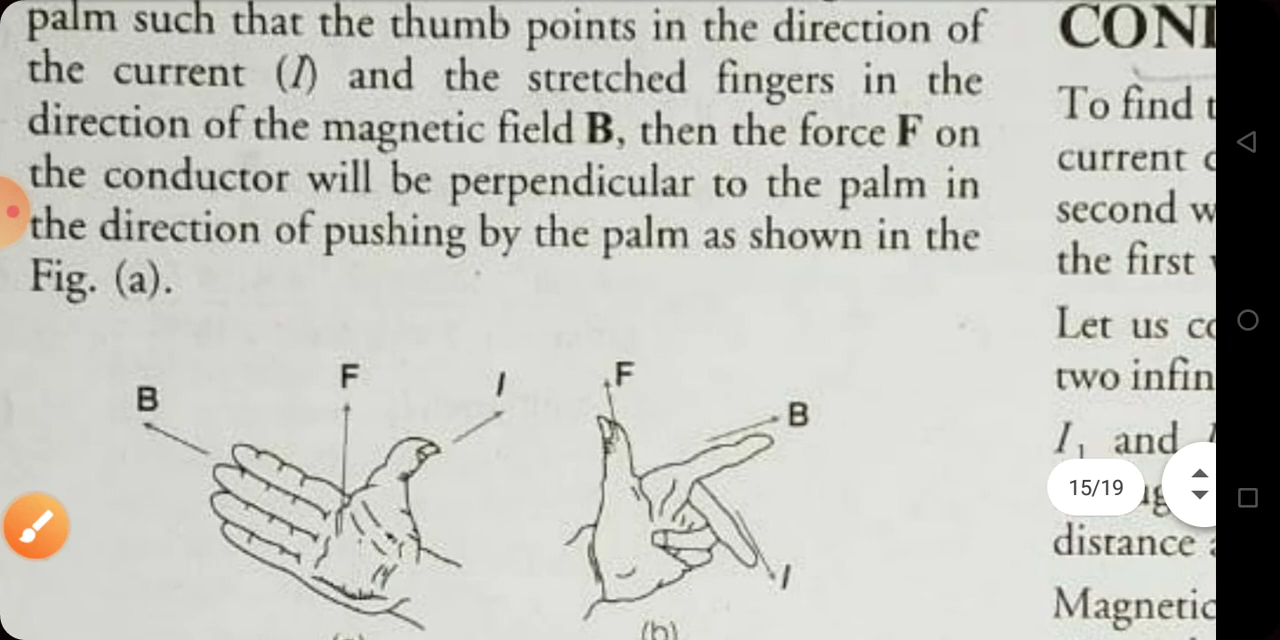 palm such that the thumb points in the direction of
the current (I) and the stretched fingers in the
direction of the magnetic field B, then the force F on
the conductor will be perpendicular to the palm in
the direction of pushing by the palm as shown in the
Fig. (a).
B
F
I
F
B
I
(b)
To find
current
second
the first
Let us
two
I₁ and
15/19
distance
Magnetic